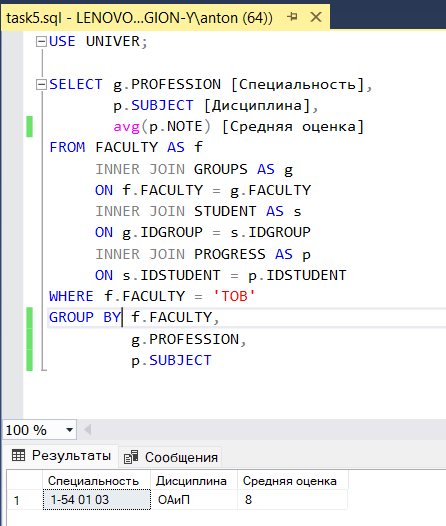 task5.sql - LENOVO...GION-Y\anton (64))
USE UNIVER;
SELECT g.PROFESSION [Специальность],
p.SUBJECT [Дисциплина],
avg(p.NOTE) [Средняя оценка]
FROM FACULTY AS f
INNER JOIN GROUPS AS g
ON f.FACULTY = g.FACULTY
INNER JOIN STUDENT AS s
ON g.IDGROUP = s.IDGROUP
INNER JOIN PROGRESS AS p
ON s.IDSTUDENT = p.IDSTUDENT
WHERE f.FACULTY = 'ТОВ'
GROUP BY f.FACULTY,
g.PROFESSION,
p.SUBJECT
100 %
Результаты Сообщения
Специальность Дисциплина Средняя оценка
1 1-54 01 03 ОАиП 8